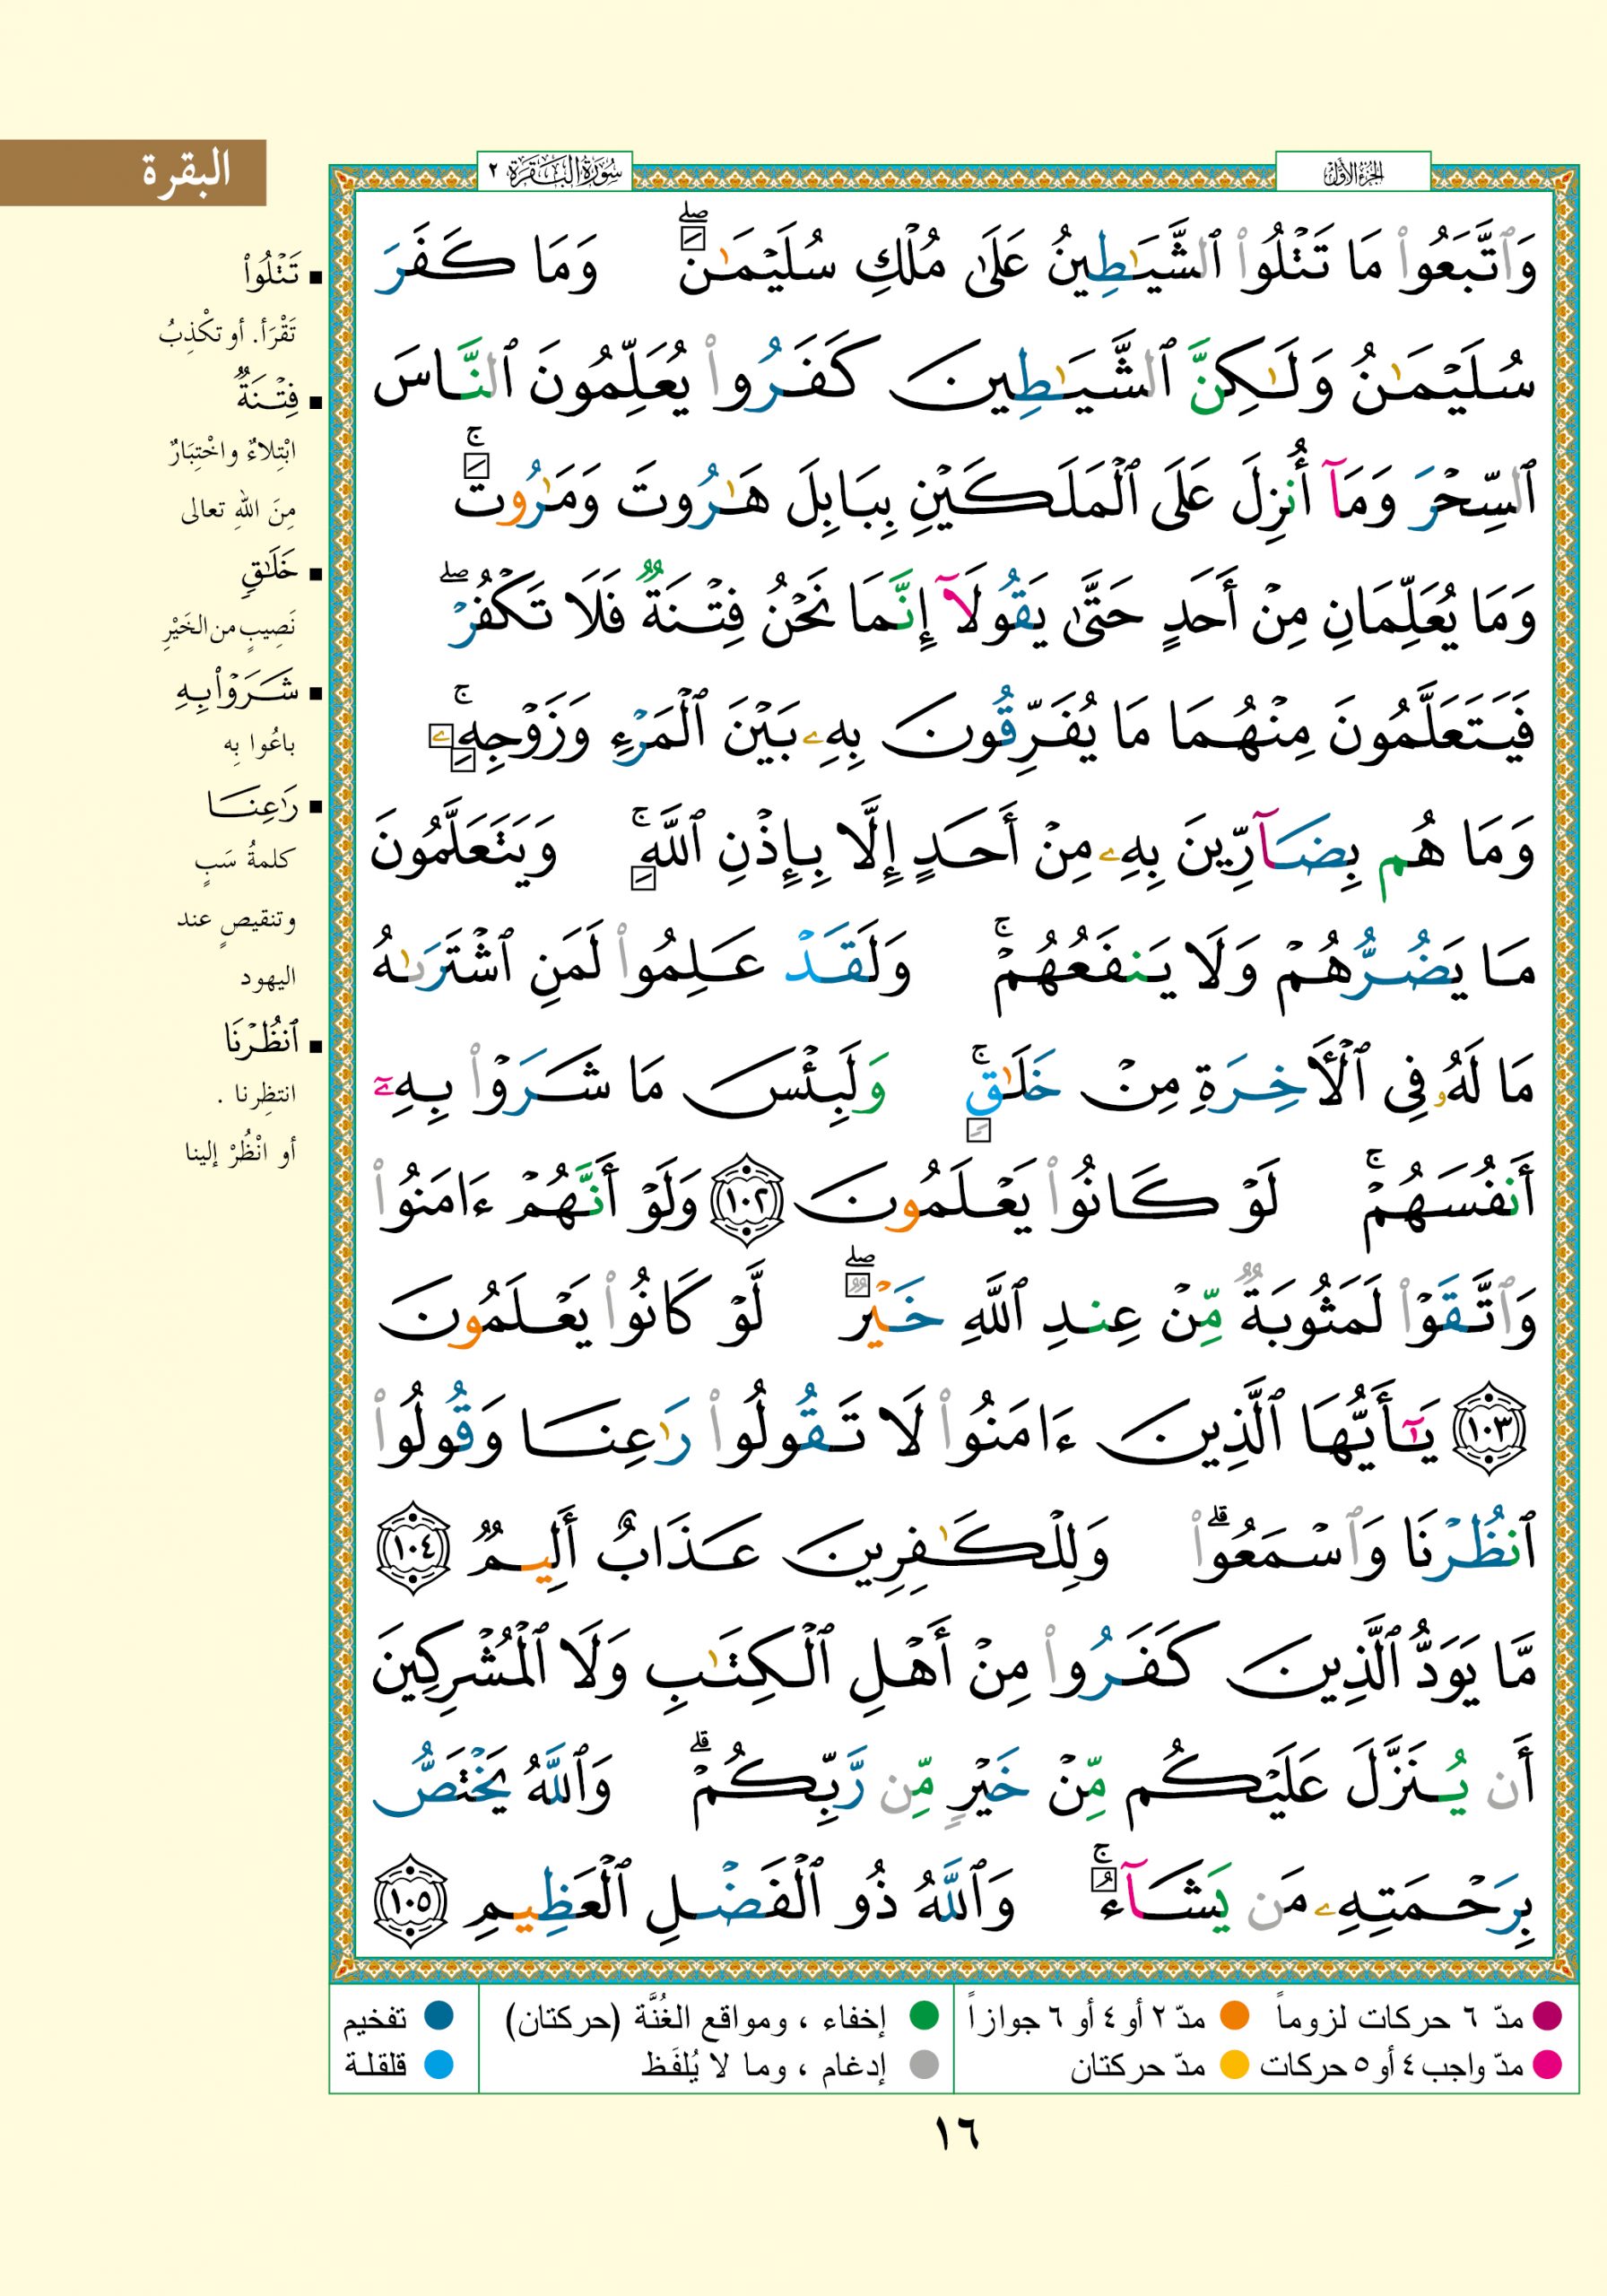 البقرة
الجزء الأول
سورة البقرة ٢
وَٱتَّبَعُوا۟ مَا تَتْلُوا۟ ٱلشَّيَـٰطِينُ عَلَىٰ مُلْكِ سُلَيْمَـٰنَ ۖ وَمَا كَفَرَ
سُلَيْمَـٰنُ وَلَـٰكِنَّ ٱلشَّيَـٰطِينَ كَفَرُوا۟ يُعَلِّمُونَ ٱلنَّاسَ
ٱلسِّحْرَ وَمَآ أُنزِلَ عَلَى ٱلْمَلَكَيْنِ بِبَابِلَ هَـٰرُوتَ وَمَـٰرُوتَ ۚ
وَمَا يُعَلِّمَانِ مِنْ أَحَدٍ حَتَّىٰ يَقُولَآ إِنَّمَا نَحْنُ فِتْنَةٌ فَلَا تَكْفُرْ ۖ
فَيَتَعَلَّمُونَ مِنْهُمَا مَا يُفَرِّقُونَ بِهِۦ بَيْنَ ٱلْمَرْءِ وَزَوْجِهِۦ ۚ
وَمَا هُم بِضَآرِّينَ بِهِۦ مِنْ أَحَدٍ إِلَّا بِإِذْنِ ٱللَّهِ ۚ وَيَتَعَلَّمُونَ
مَا يَضُرُّهُمْ وَلَا يَنفَعُهُمْ ۚ وَلَقَدْ عَلِمُوا۟ لَمَنِ ٱشْتَرَىٰهُ
مَا لَهُۥ فِى ٱلْأَخِرَةِ مِنْ خَلَـٰقٍ ۚ وَلَبِئْسَ مَا شَرَوْا۟ بِهِۦٓ
أَنفُسَهُمْ ۚ لَوْ كَانُوا۟ يَعْلَمُونَ ١٠٢ وَلَوْ أَنَّهُمْ ءَامَنُوا۟
وَٱتَّقَوْا۟ لَمَثُوبَةٌ مِّنْ عِندِ ٱللَّهِ خَيْرٌ ۖ لَّوْ كَانُوا۟ يَعْلَمُونَ
١٠٣ يَـٰٓأَيُّهَا ٱلَّذِينَ ءَامَنُوا۟ لَا تَقُولُوا۟ رَٰعِنَا وَقُولُوا۟
ٱنظُرْنَا وَٱسْمَعُوا۟ ۗ وَلِلْكَـٰفِرِينَ عَذَابٌ أَلِيمٌ ١٠٤
مَّا يَوَدُّ ٱلَّذِينَ كَفَرُوا۟ مِنْ أَهْلِ ٱلْكِتَـٰبِ وَلَا ٱلْمُشْرِكِينَ
أَن يُنَزَّلَ عَلَيْكُم مِّنْ خَيْرٍ مِّن رَّبِّكُمْ ۗ وَٱللَّهُ يَخْتَصُّ
بِرَحْمَتِهِۦ مَن يَشَآءُ ۚ وَٱللَّهُ ذُو ٱلْفَضْلِ ٱلْعَظِيمِ ١٠٥
▪ تَتْلُوا۟
تَقْرَأ. أو تكْذِبُ
▪ فِتْنَةٌ
ابْتِلاءٌ واخْتِبَارٌ
مِنَ اللهِ تعالى
▪ خَلَـٰقٍ
نَصِيبٍ من الخَيْرِ
▪ شَرَوْا۟ بِهِ
باعُوا بِه
▪ رَٰعِنَا
كلمةُ سَبٍ
وتنقيصٍ عند
اليهود
▪ ٱنظُرْنَا
انتظِرنا .
أو انْظُرْ إلينا
مدّ ٦ حركات لزوماً ● مدّ ٢ أو ٤ أو ٦ جوازاً ● إخفاء ، ومواقع الغُنَّة (حركتان) ● تفخيم
مدّ واجب ٤ أو ٥ حركات ● مدّ حركتان ● إدغام ، وما لا يُلفَظ ● قلقلة
١٦